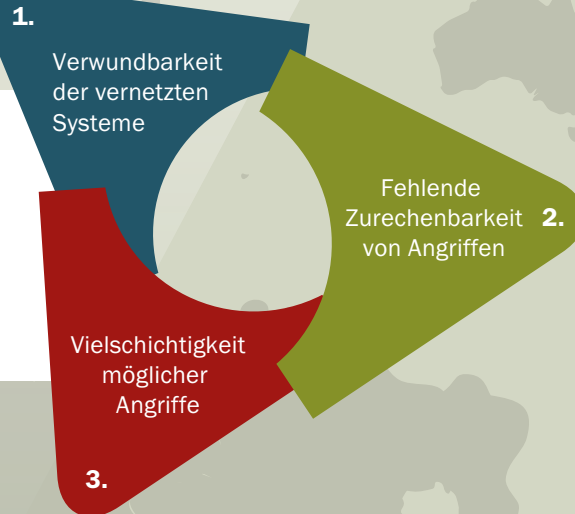 1.
Verwundbarkeit
der vernetzten
Systeme
Fehlende
Zurechenbarkeit 2.
von Angriffen
Vielschichtigkeit
möglicher
Angriffe
3.